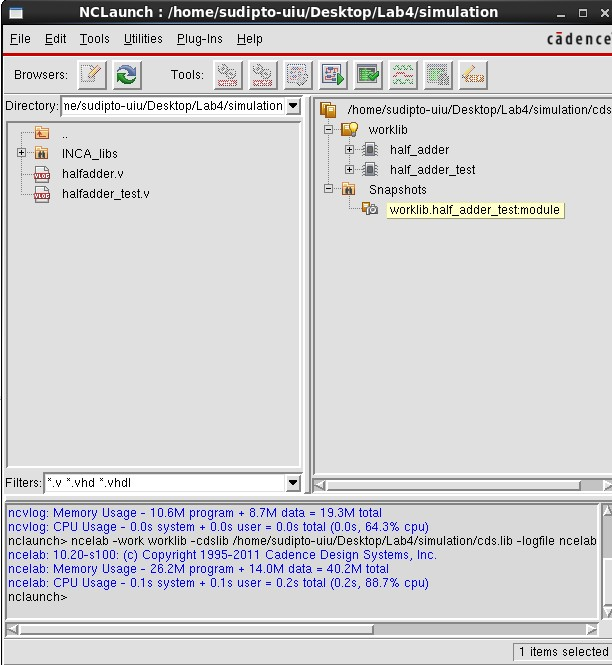 NCLaunch : /home/sudipto-uiu/Desktop/Lab4/simulation
File Edit Tools Utilities Plug-Ins Help
cādence
Browsers:
Tools:
Directory: me/sudipto-uiu/Desktop/Lab4/simulation
..
INCA_libs
halfadder.v
halfadder_test.v
Filters: *.v *.vhd *.vhdl
/home/sudipto-uiu/Desktop/Lab4/simulation/cds
worklib
half_adder
half_adder_test
Snapshots
worklib.half_adder_test:module
ncvlog: Memory Usage - 10.6M program + 8.7M data = 19.3M total
ncvlog: CPU Usage - 0.0s system + 0.0s user = 0.0s total (0.0s, 64.3% cpu)
nclaunch> ncelab -work worklib -cdslib /home/sudipto-uiu/Desktop/Lab4/simulation/cds.lib -logfile ncelab
ncelab: 10.20-s100: (c) Copyright 1995-2011 Cadence Design Systems, Inc.
ncelab: Memory Usage - 26.2M program + 14.0M data = 40.2M total
ncelab: CPU Usage - 0.1s system + 0.1s user = 0.2s total (0.2s, 88.7% cpu)
nclaunch>
1 items selected